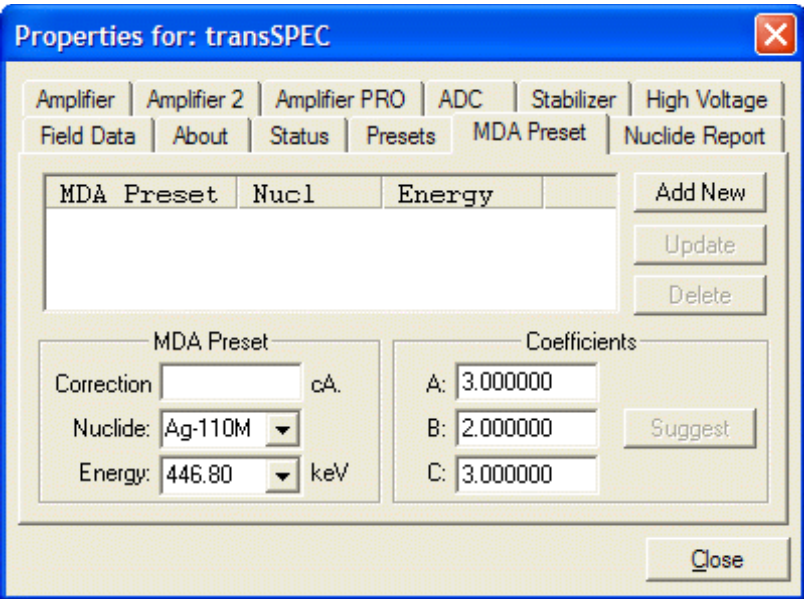 Properties for: transSPEC
Amplifier Amplifier 2 Amplifier PRO ADC Stabilizer High Voltage
Field Data About Status Presets MDA Preset Nuclide Report
MDA Preset Nucl Energy
Add New
Update
Delete
MDA Preset
Correction cA.
Nuclide: Ag-110M
Energy: 446.80 keV
Coefficients
A: 3.000000
B: 2.000000
C: 3.000000
Suggest
Close